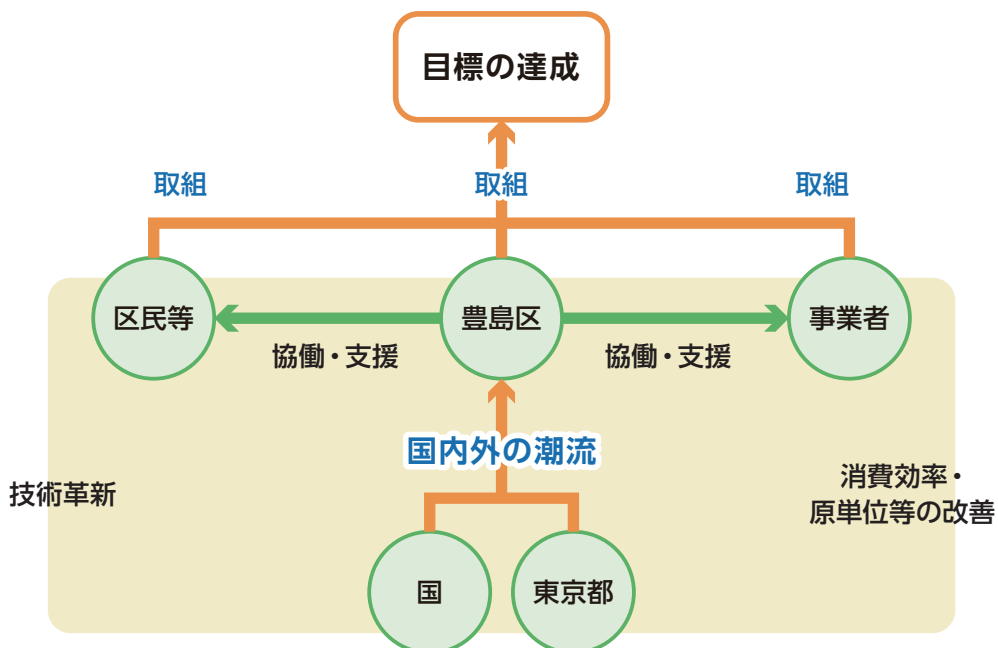 目標の達成
取組
取組
取組
区民等
豊島区
事業者
協働・支援
協働・支援
国内外の潮流
技術革新
消費効率・
原単位等の改善
国
東京都